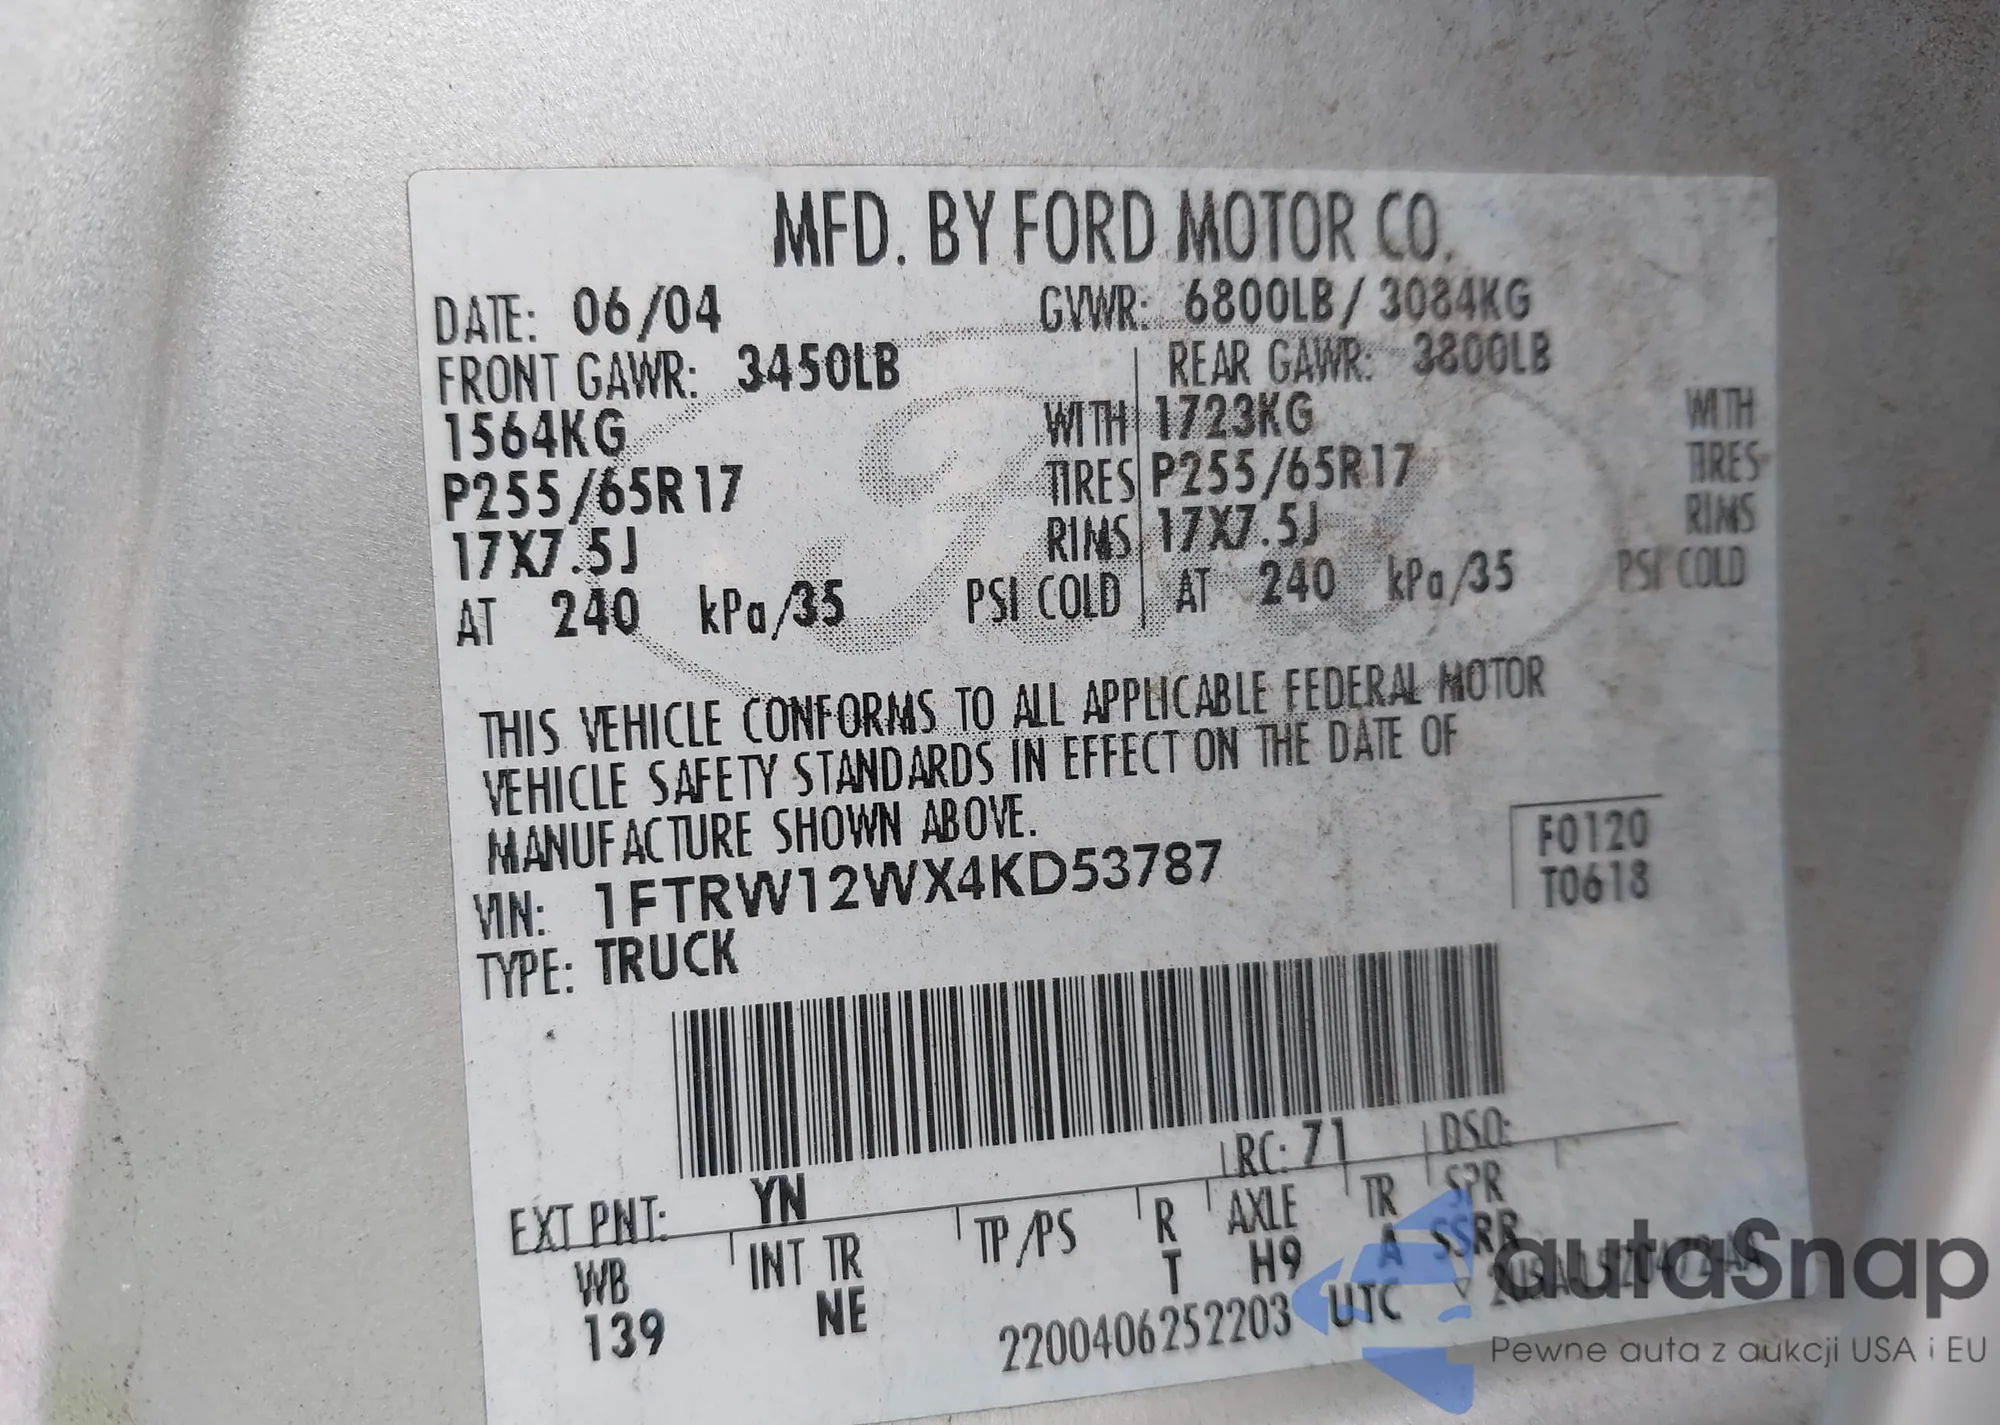 MFD. BY FORD MOTOR CO.
DATE: 06/04 GVWR: 6800LB/ 3084KG
FRONT GAWR: 3450LB REAR GAWR: 3800LB
1564KG WITH 1723KG WITH
P255/65R17 TIRES P255/65R17 TIRES
17X7.5J RIMS 17X7.5J RIMS
AT 240 kPa/35 PSI COLD AT 240 kPa/35 PSI COLD
THIS VEHICLE CONFORMS TO ALL APPLICABLE FEDERAL MOTOR
VEHICLE SAFETY STANDARDS IN EFFECT ON THE DATE OF
MANUFACTURE SHOWN ABOVE.
VIN: 1FTRW12WX4KD53787
F0120
T0618
TYPE: TRUCK
EXT PNT: YN RC: 71 DSO:
WB INT TR TP/PS R AXLE TR SPR
139 NE T H9 A SSRR
2200406252203 UTC
autaSnap
Pewne auta z aukcji USA i EU